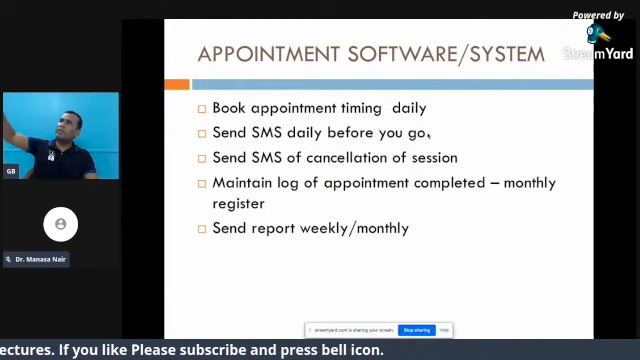 Powered by
StreamYard
APPOINTMENT SOFTWARE/SYSTEM
Book appointment timing daily
Send SMS daily before you go.
Send SMS of cancellation of session
Maintain log of appointment completed – monthly
register
Send report weekly/monthly
GB
Dr. Manasa Nair
streamyard.com is sharing your screen.
Stop sharing
Hide
ectures. If you like Please subscribe and press bell icon.